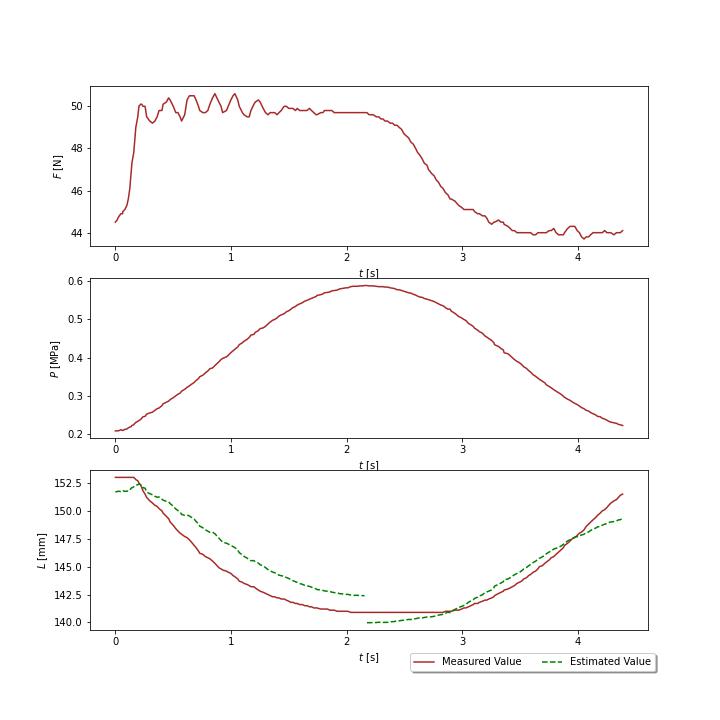 50
48
46
44
F [N]
0 1 2 3 4
t [s]
0.6
0.5
0.4
0.3
0.2
P [MPa]
0 1 2 3 4
t [s]
152.5
150.0
147.5
145.0
142.5
140.0
L [mm]
0 1 2 3 4
t [s]
Measured Value Estimated Value